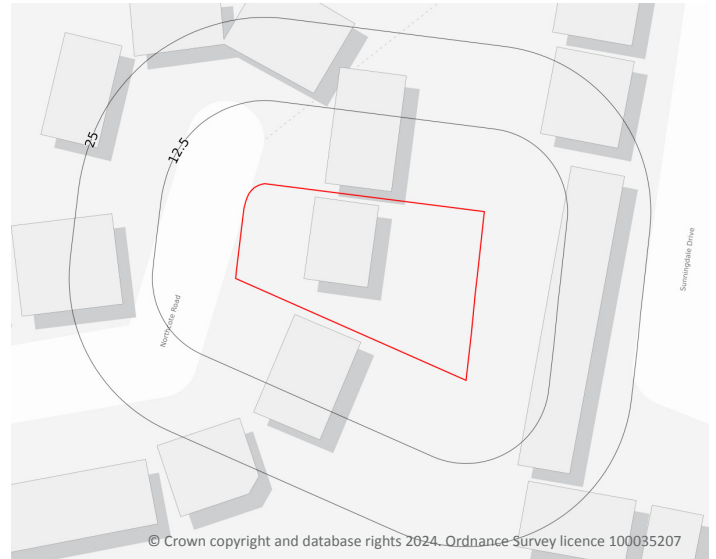 25
12.5
Northcote Road
Sunningdale Drive
© Crown copyright and database rights 2024. Ordnance Survey licence 100035207